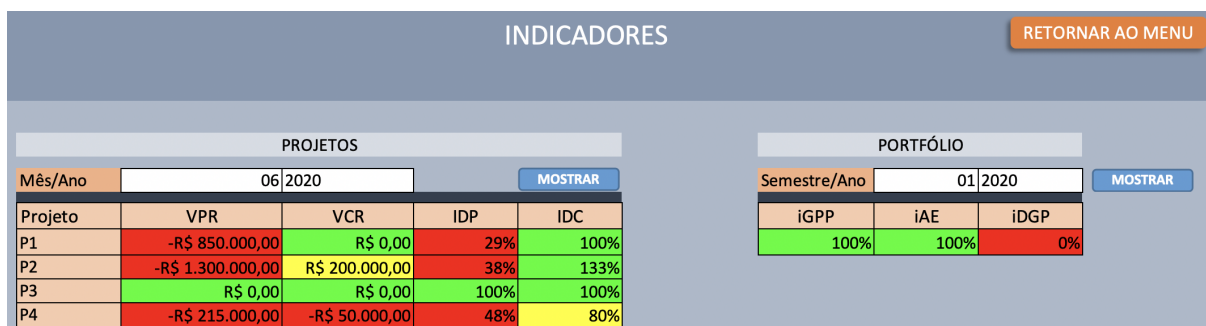 INDICADORES
RETORNAR AO MENU
PROJETOS
PORTFÓLIO
Mês/Ano 06 2020 MOSTRAR
Semestre/Ano 01 2020 MOSTRAR
Projeto VPR VCR IDP IDC
iGPP iAE iDGP
P1 -R$ 850.000,00 R$ 0,00 29% 100%
100% 100% 0%
P2 -R$ 1.300.000,00 R$ 200.000,00 38% 133%
P3 R$ 0,00 R$ 0,00 100% 100%
P4 -R$ 215.000,00 -R$ 50.000,00 48% 80%